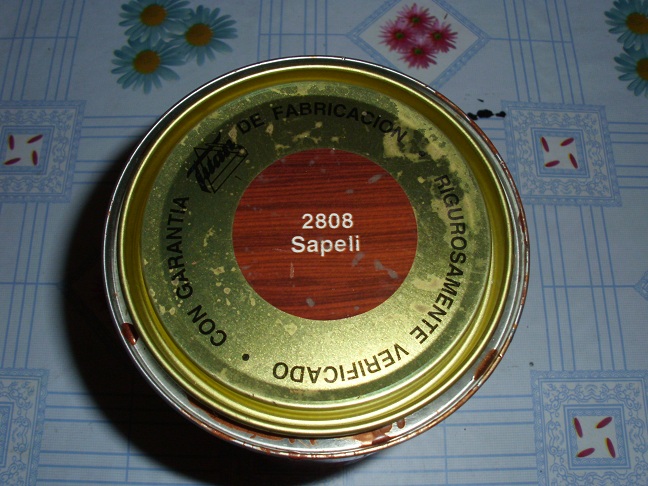 CON GARANTIA DE FABRICACION RIGUROSAMENTE VERIFICADO •
2808
Sapeli